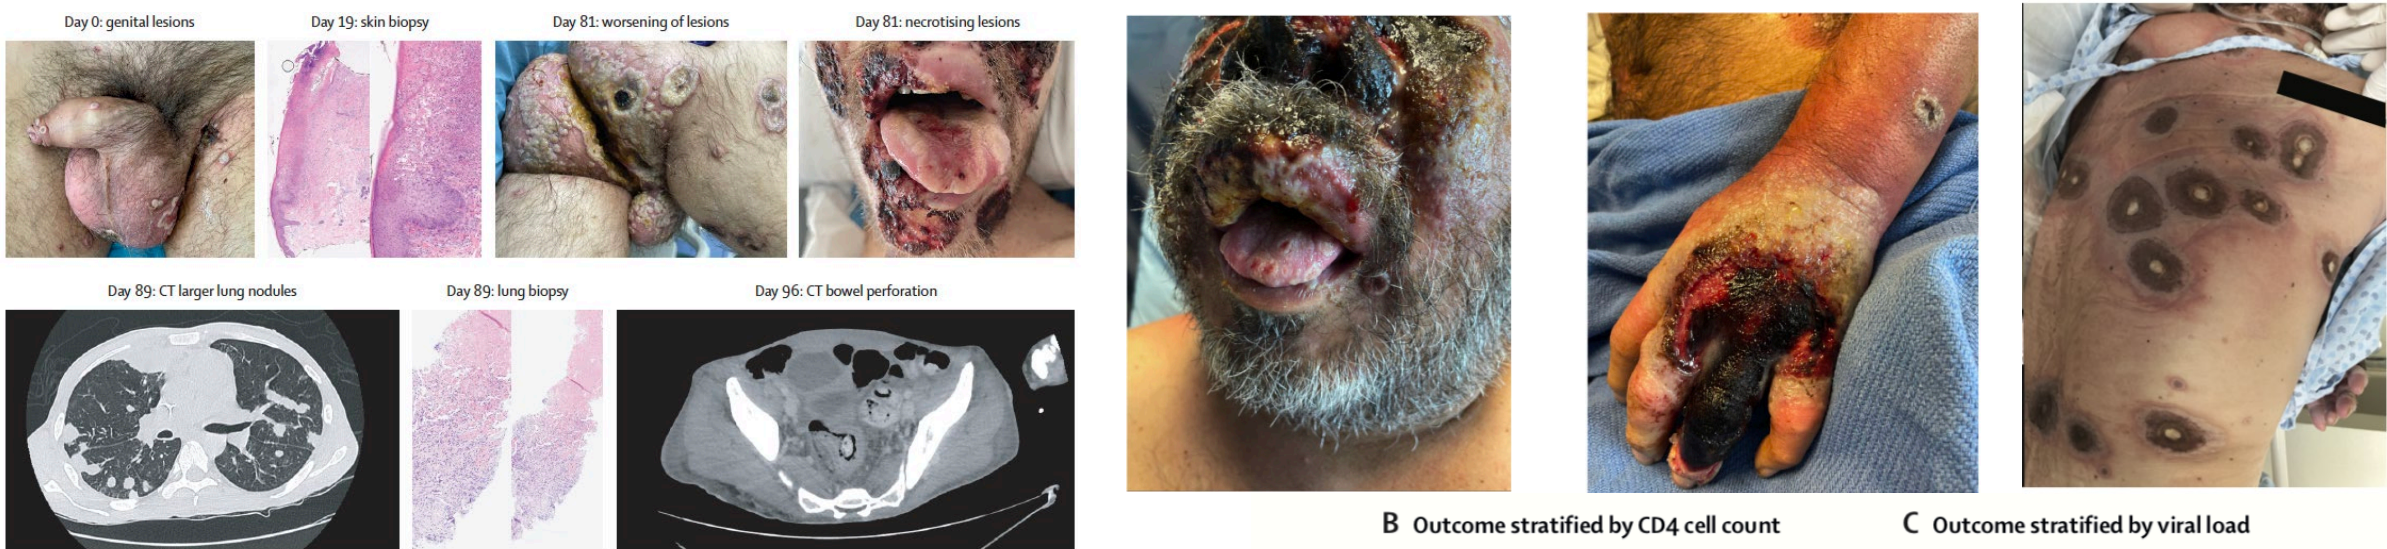 Day 0: genital lesions
Day 19: skin biopsy
Day 81: worsening of lesions
Day 81: necrotising lesions
Day 89: CT larger lung nodules
Day 89: lung biopsy
Day 96: CT bowel perforation
B Outcome stratified by CD4 cell count
C Outcome stratified by viral load